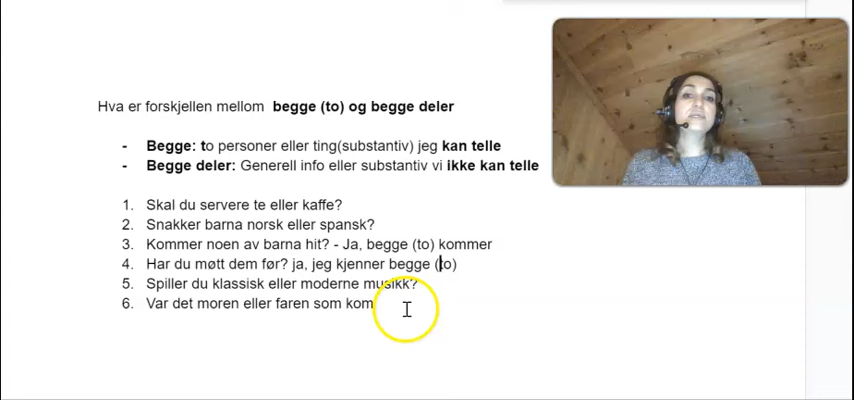 Hva er forskjellen mellom begge (to) og begge deler
- Begge: to personer eller ting(substantiv) jeg kan telle
- Begge deler: Generell info eller substantiv vi ikke kan telle
1. Skal du servere te eller kaffe?
2. Snakker barna norsk eller spansk?
3. Kommer noen av barna hit? - Ja, begge (to) kommer
4. Har du møtt dem før? ja, jeg kjenner begge (to)
5. Spiller du klassisk eller moderne musikk?
6. Var det moren eller faren som kom